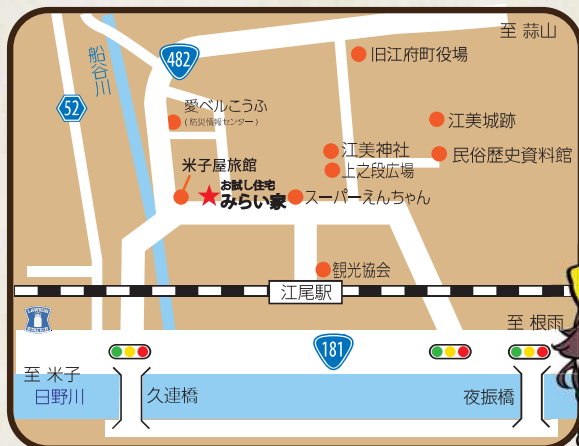 至 蒜山
482
旧江府町役場
船谷川
52
愛ベルこうふ
(防災情報センター)
江美城跡
江美神社
民俗歴史資料館
上之段広場
米子屋旅館
お試し住宅
みらい家
スーパーえんちゃん
観光協会
江尾駅
LAWSON
至 根雨
181
至 米子
日野川
久連橋
夜振橋